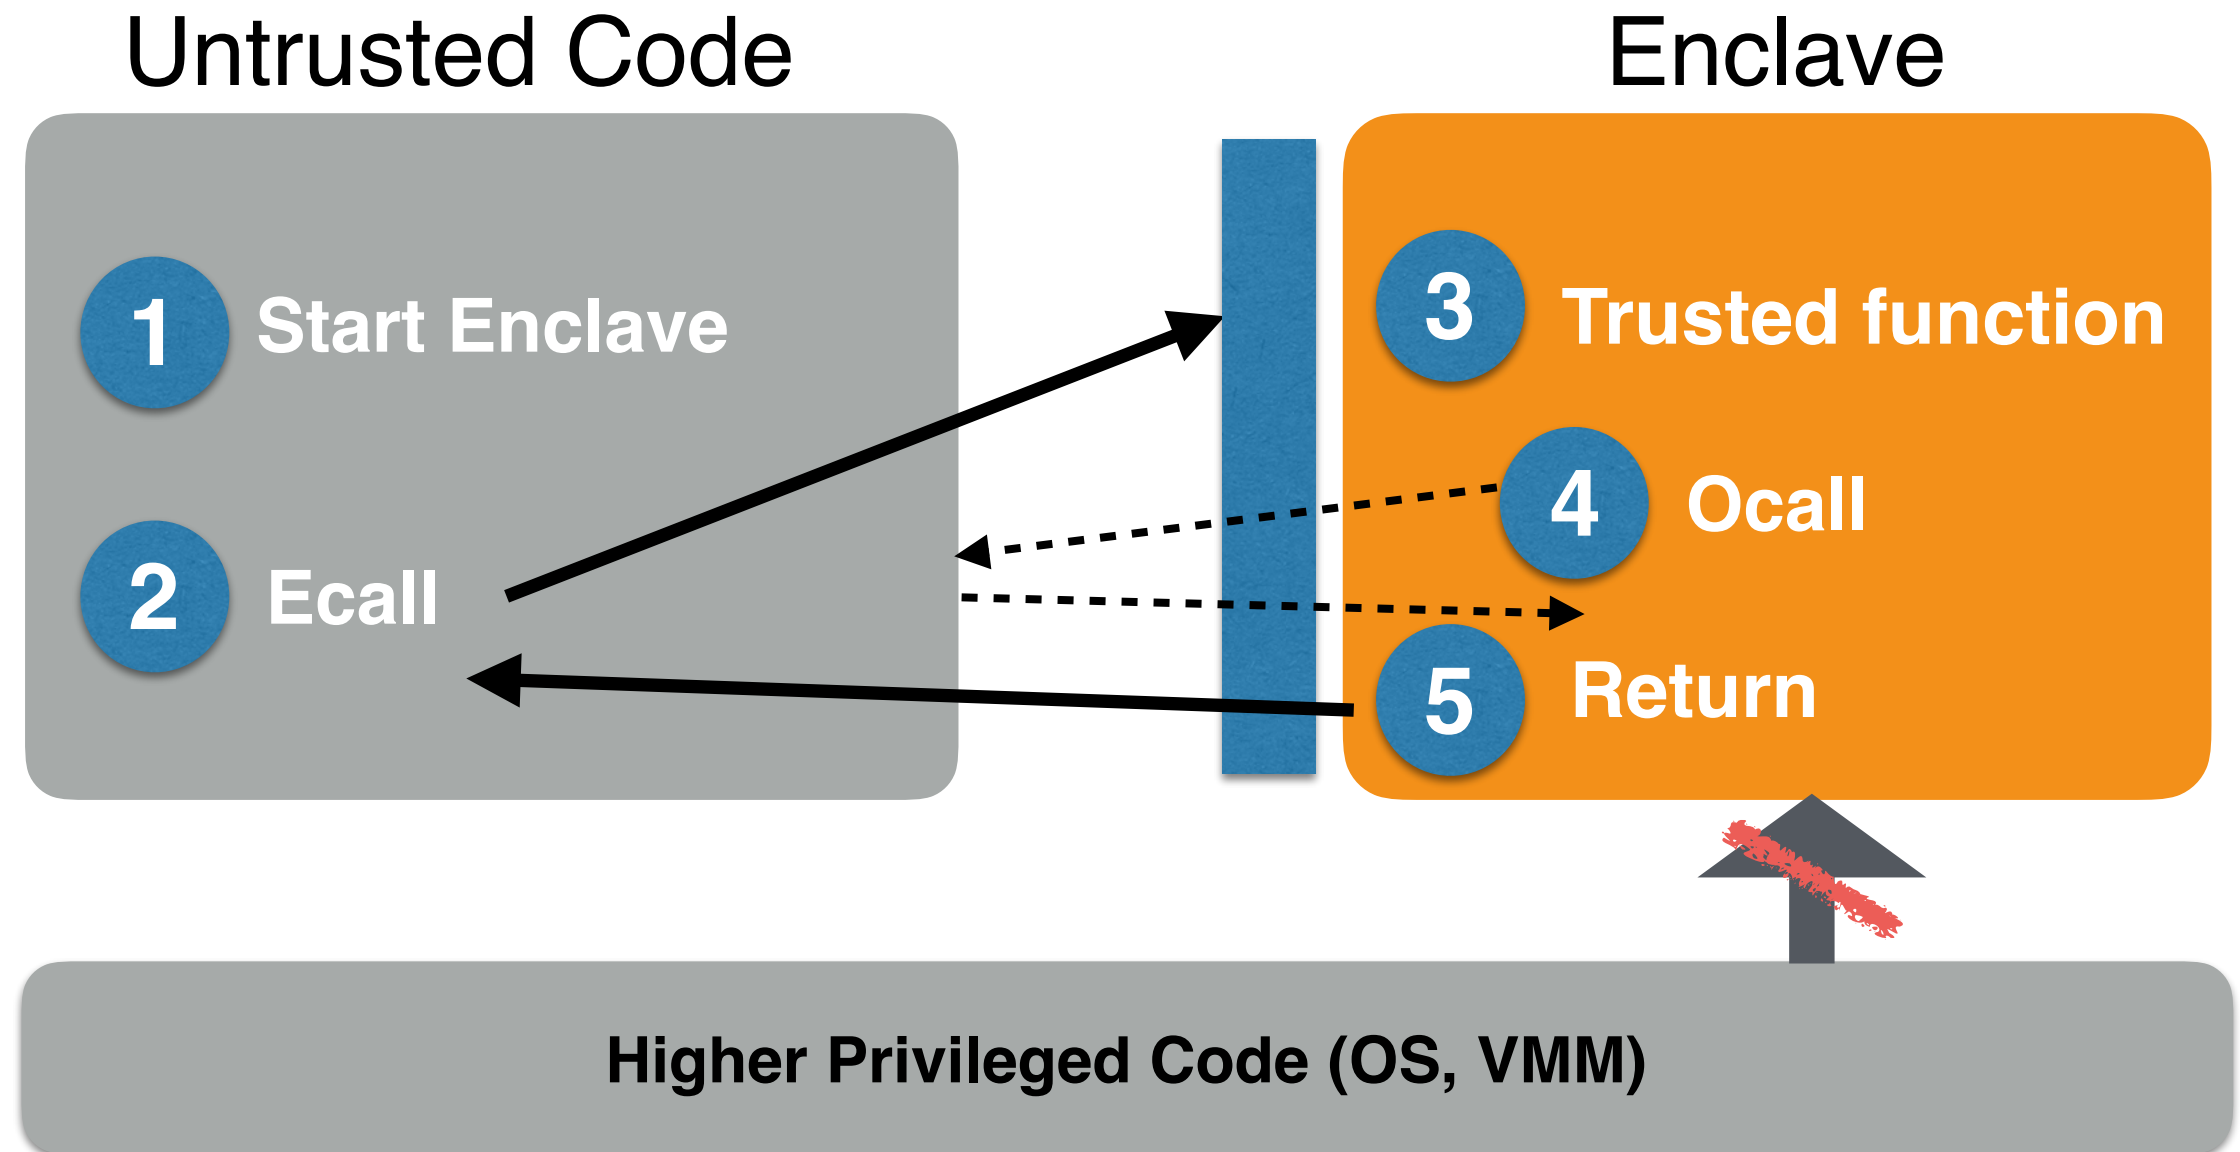 Untrusted Code
Enclave
1 Start Enclave
2 Ecall
3 Trusted function
4 Ocall
5 Return
Higher Privileged Code (OS, VMM)